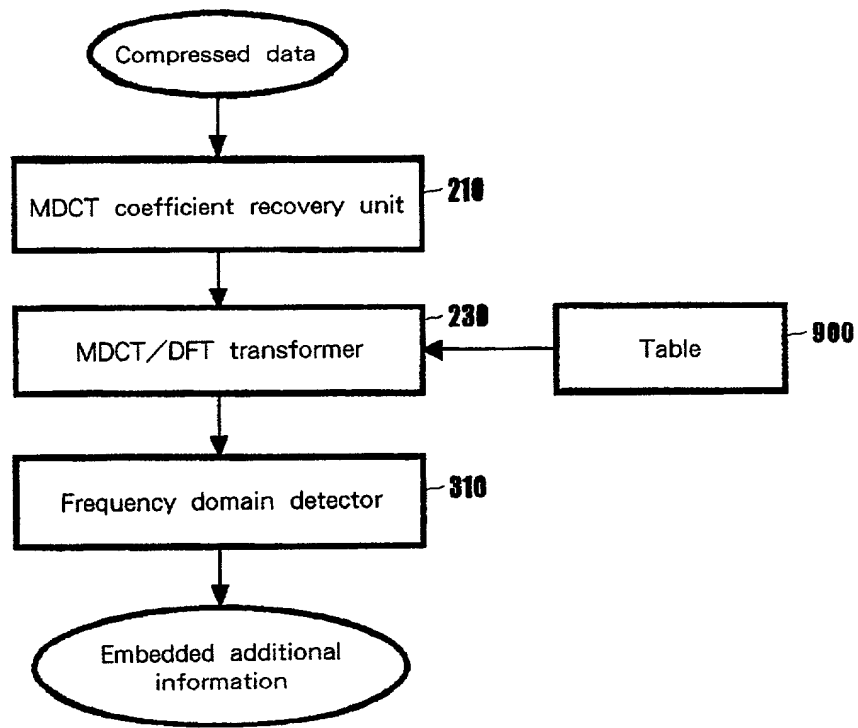 Compressed data
MDCT coefficient recovery unit
210
MDCT/DFT transformer
230
Table
900
Frequency domain detector
310
Embedded additional
information